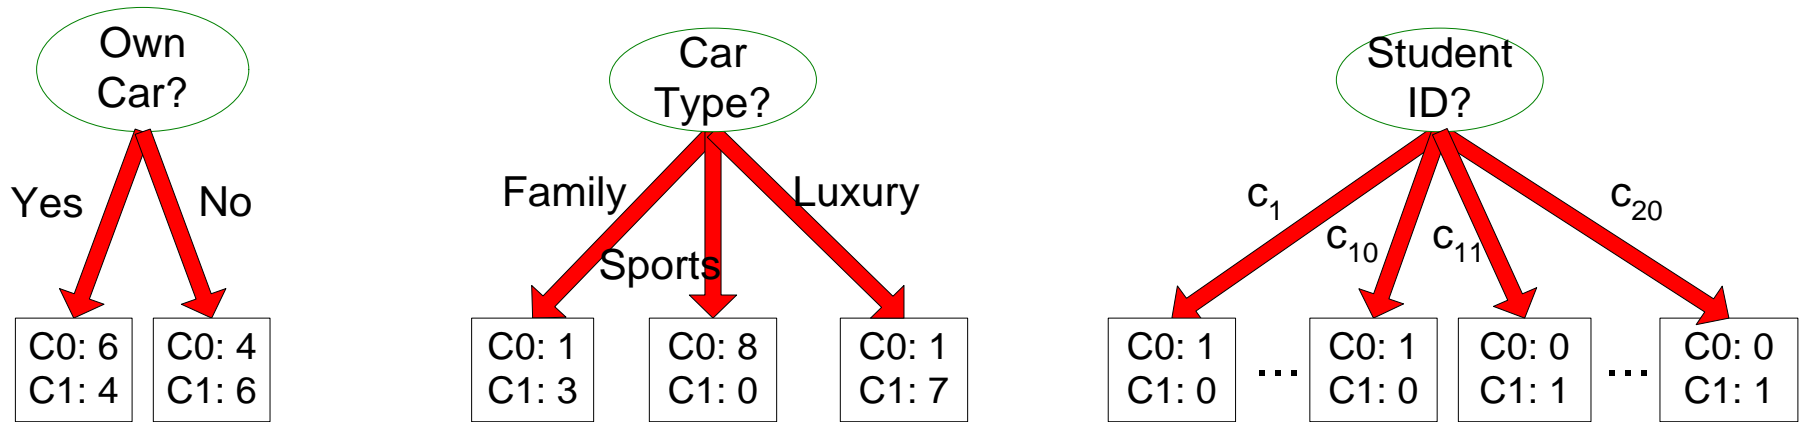 Own
Car?
Yes
No
C0: 6
C1: 4
C0: 4
C1: 6
Car
Type?
Family
Sports
Luxury
C0: 1
C1: 3
C0: 8
C1: 0
C0: 1
C1: 7
Student
ID?
c1
c10
c11
c20
C0: 1
C1: 0
...
C0: 1
C1: 0
C0: 0
C1: 1
...
C0: 0
C1: 1